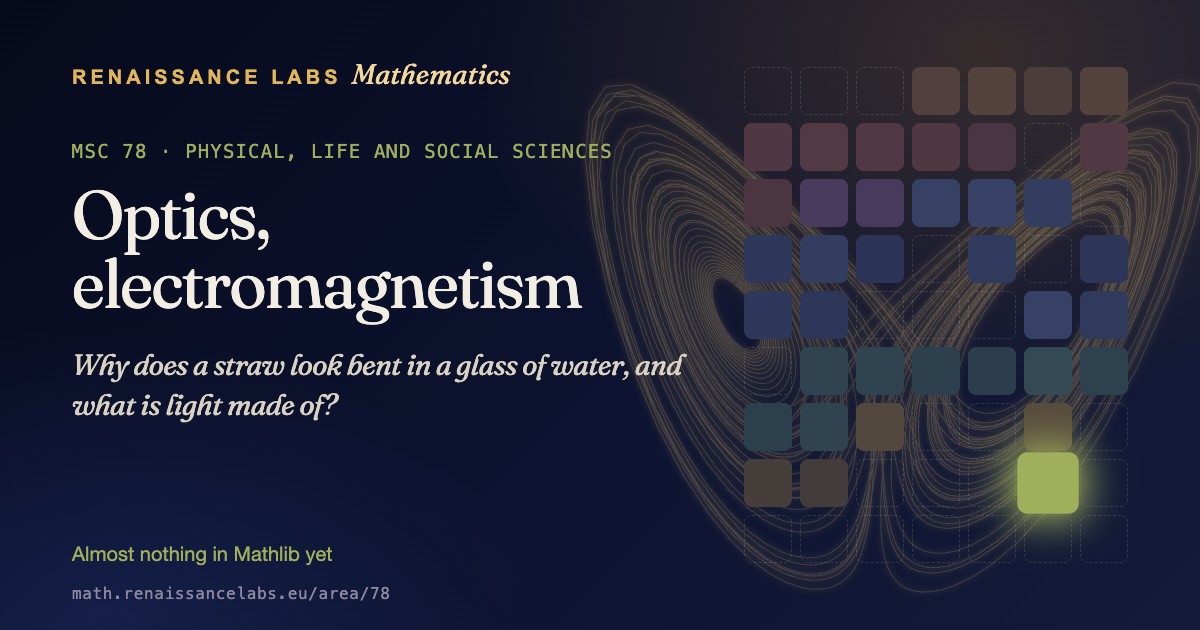 RENAISSANCE LABS Mathematics
MSC 78 · PHYSICAL, LIFE AND SOCIAL SCIENCES
Optics,
electromagnetism
Why does a straw look bent in a glass of water, and
what is light made of?
Almost nothing in Mathlib yet
math.renaissancelabs.eu/area/78